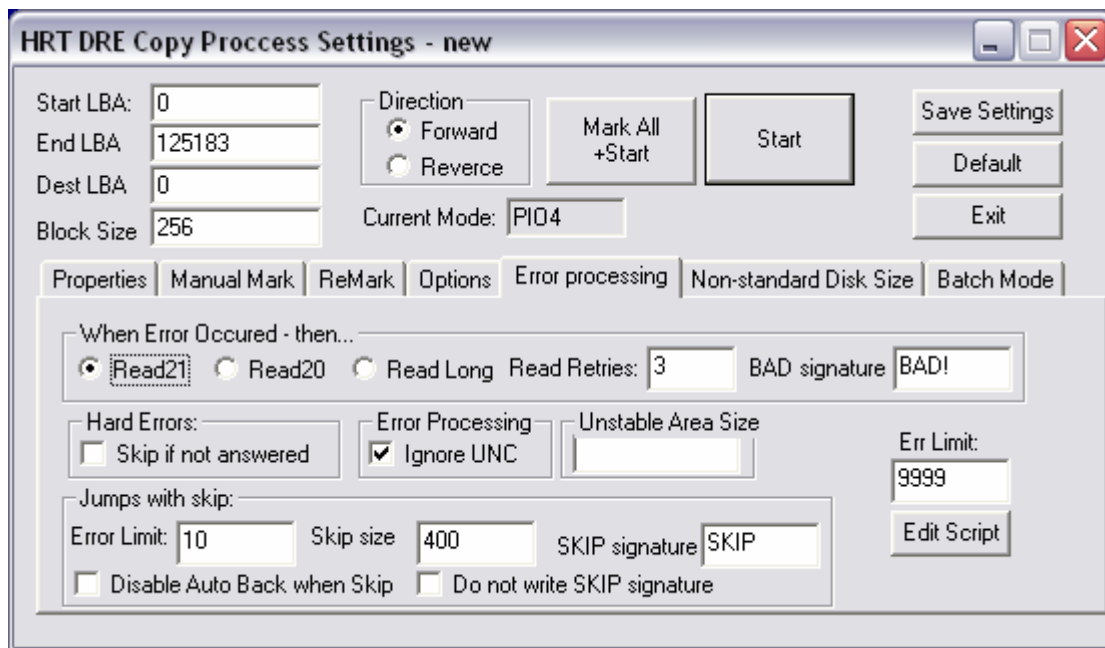 HRT DRE Copy Proccess Settings - new
Start LBA: 0
End LBA 125183
Dest LBA 0
Block Size 256
Direction
Forward
Reverce
Current Mode: PIO4
Mark All
+Start
Start
Save Settings
Default
Exit
Properties Manual Mark ReMark Options Error processing Non-standard Disk Size Batch Mode
When Error Occured - then...
Read21 Read20 Read Long Read Retries: 3 BAD signature BAD!
Hard Errors:
Skip if not answered
Error Processing
Ignore UNC
Unstable Area Size
Err Limit:
9999
Edit Script
Jumps with skip:
Error Limit: 10 Skip size 400 SKIP signature SKIP
Disable Auto Back when Skip Do not write SKIP signature